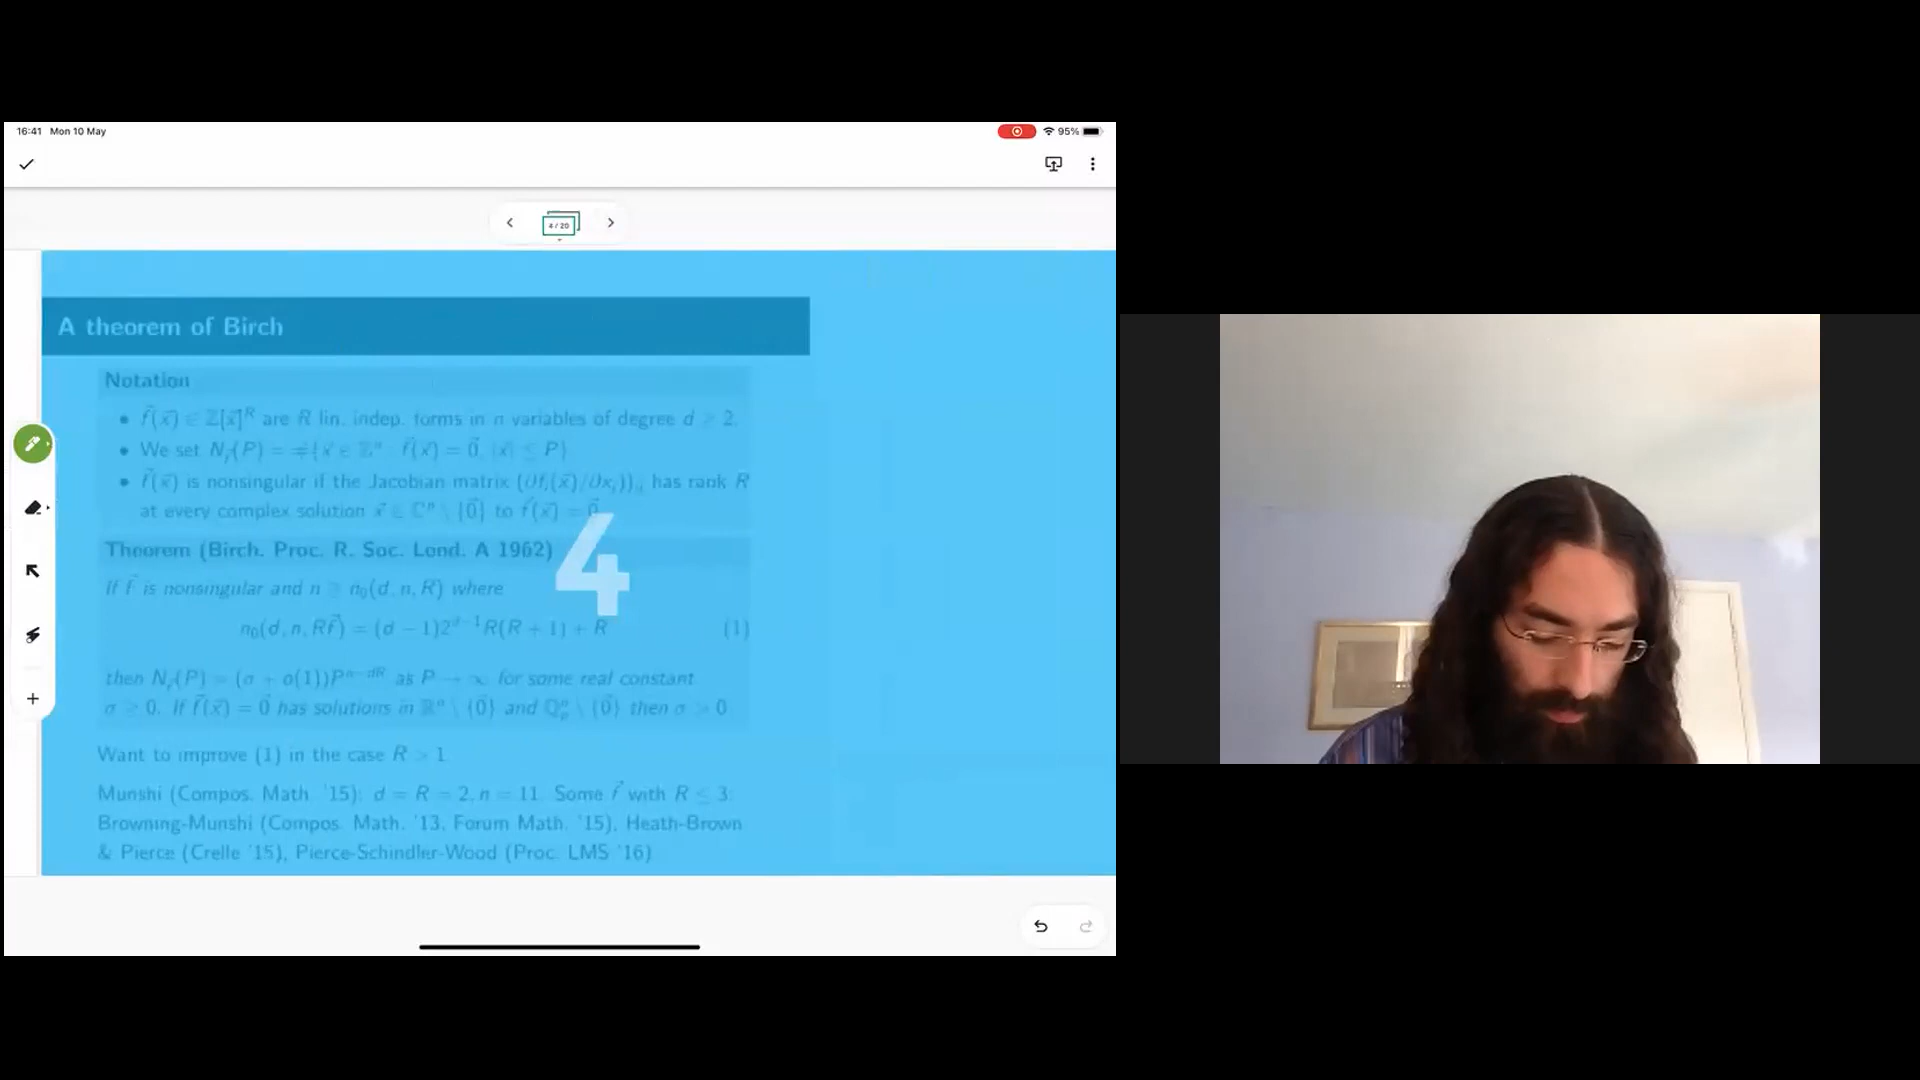 16:41 Mon 10 May
95%
4 / 20
A theorem of Birch
Notation
• f⃗(x⃗) ∈ ℤ[x⃗]^R are R lin. indep. forms in n variables of degree d ≥ 2.
• We set N_f(P) = #{x⃗ ∈ ℤ^n : f⃗(x⃗) = 0⃗, |x⃗| ≤ P}
• f⃗(x⃗) is nonsingular if the Jacobian matrix (∂f_i(x⃗)/∂x_j)_{ij} has rank R
at every complex solution x⃗ ∈ ℂ^n \ {0⃗} to f⃗(x⃗) = 0⃗
Theorem (Birch, Proc. R. Soc. Lond. A 1962)
4
If f⃗ is nonsingular and n ≥ n_0(d, n, R) where
n_0(d, n, Rf⃗) = (d − 1)2^{d−1}R(R + 1) + R (1)
then N_f(P) = (σ + o(1))P^{n−dR} as P → ∞ for some real constant
σ ≥ 0. If f⃗(x⃗) = 0⃗ has solutions in ℝ^n \ {0⃗} and ℚ_p^n \ {0⃗} then σ > 0.
Want to improve (1) in the case R > 1.
Munshi (Compos. Math. '15): d = R = 2, n = 11. Some f⃗ with R ≤ 3:
Browning-Munshi (Compos. Math. '13, Forum Math. '15), Heath-Brown
& Pierce (Crelle '15), Pierce-Schindler-Wood (Proc. LMS '16)